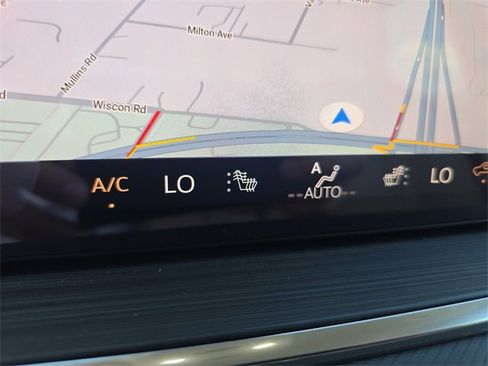 Milton Ave
Mullins Rd
Wiscon Rd
A/C
LO
A
AUTO
LO